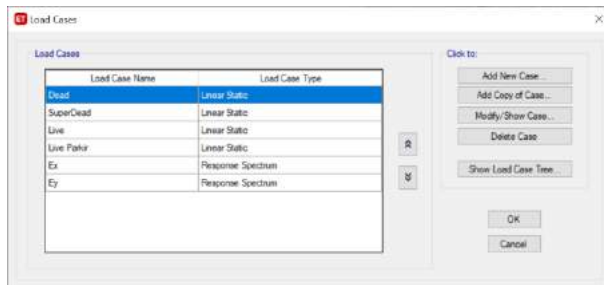 ET Load Cases
Load Cases
Click to:
Load Case Name Load Case Type
Dead Linear Static
SuperDead Linear Static
Live Linear Static
Live Parkir Linear Static
Ex Response Spectrum
Ey Response Spectrum
Add New Case...
Add Copy of Case...
Modify/Show Case...
Delete Case
Show Load Case Tree...
OK
Cancel